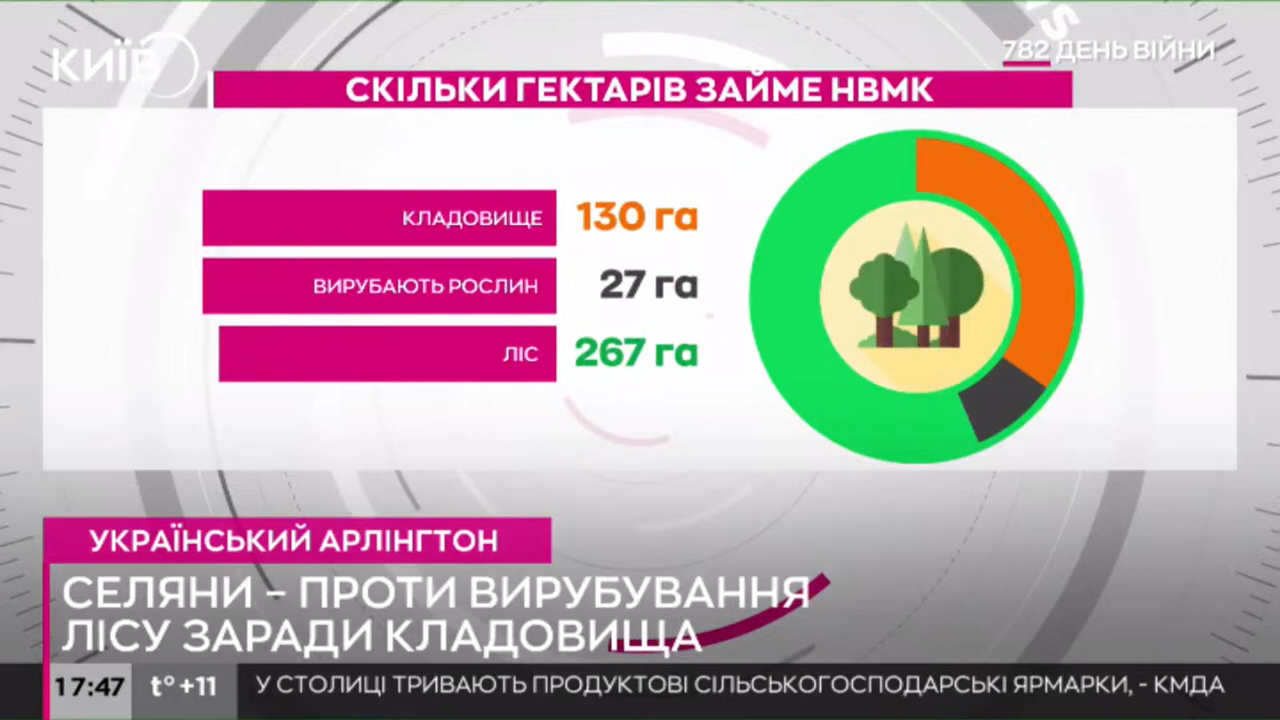 КИЇВ
782 ДЕНЬ ВІЙНИ
СКІЛЬКИ ГЕКТАРІВ ЗАЙМЕ НВМК
КЛАДОВИЩЕ 130 га
ВИРУБАЮТЬ РОСЛИН 27 га
ЛІС 267 га
УКРАЇНСЬКИЙ АРЛІНГТОН
СЕЛЯНИ – ПРОТИ ВИРУБУВАННЯ
ЛІСУ ЗАРАДИ КЛАДОВИЩА
17:47 t° +11 У СТОЛИЦІ ТРИВАЮТЬ ПРОДУКТОВІ СІЛЬСЬКОГОСПОДАРСЬКІ ЯРМАРКИ, - КМДА